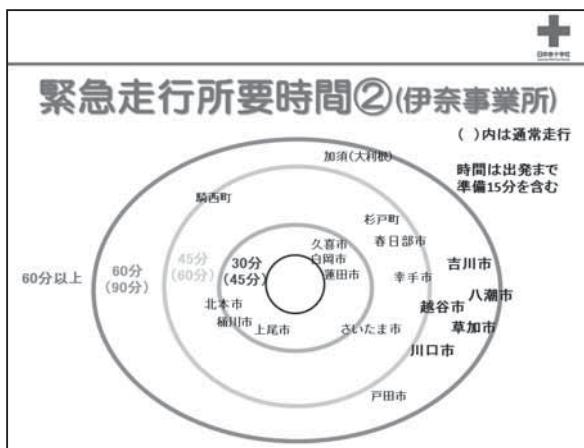 日本赤十字社
緊急走行所要時間②(伊奈事業所)
( )内は通常走行
時間は出発まで
準備15分を含む
加須(大利根)
騎西町
杉戸町
春日部市
久喜市
白岡市
蓮田市
幸手市
吉川市
八潮市
越谷市
草加市
川口市
さいたま市
戸田市
北本市
桶川市
上尾市
30分
(45分)
45分
(60分)
60分
(90分)
60分以上